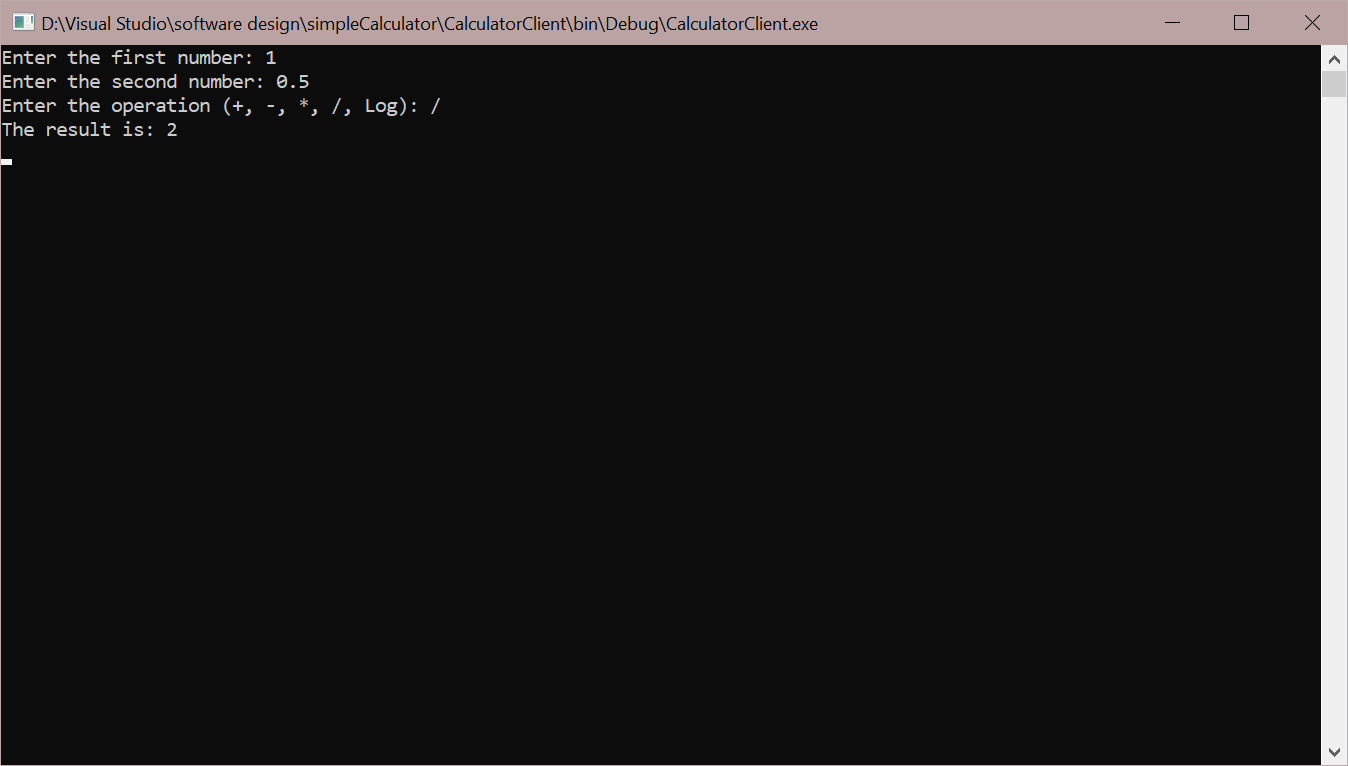 D:\Visual Studio\software design\simpleCalculator\CalculatorClient\bin\Debug\CalculatorClient.exe
Enter the first number: 1
Enter the second number: 0.5
Enter the operation (+, -, *, /, Log): /
The result is: 2